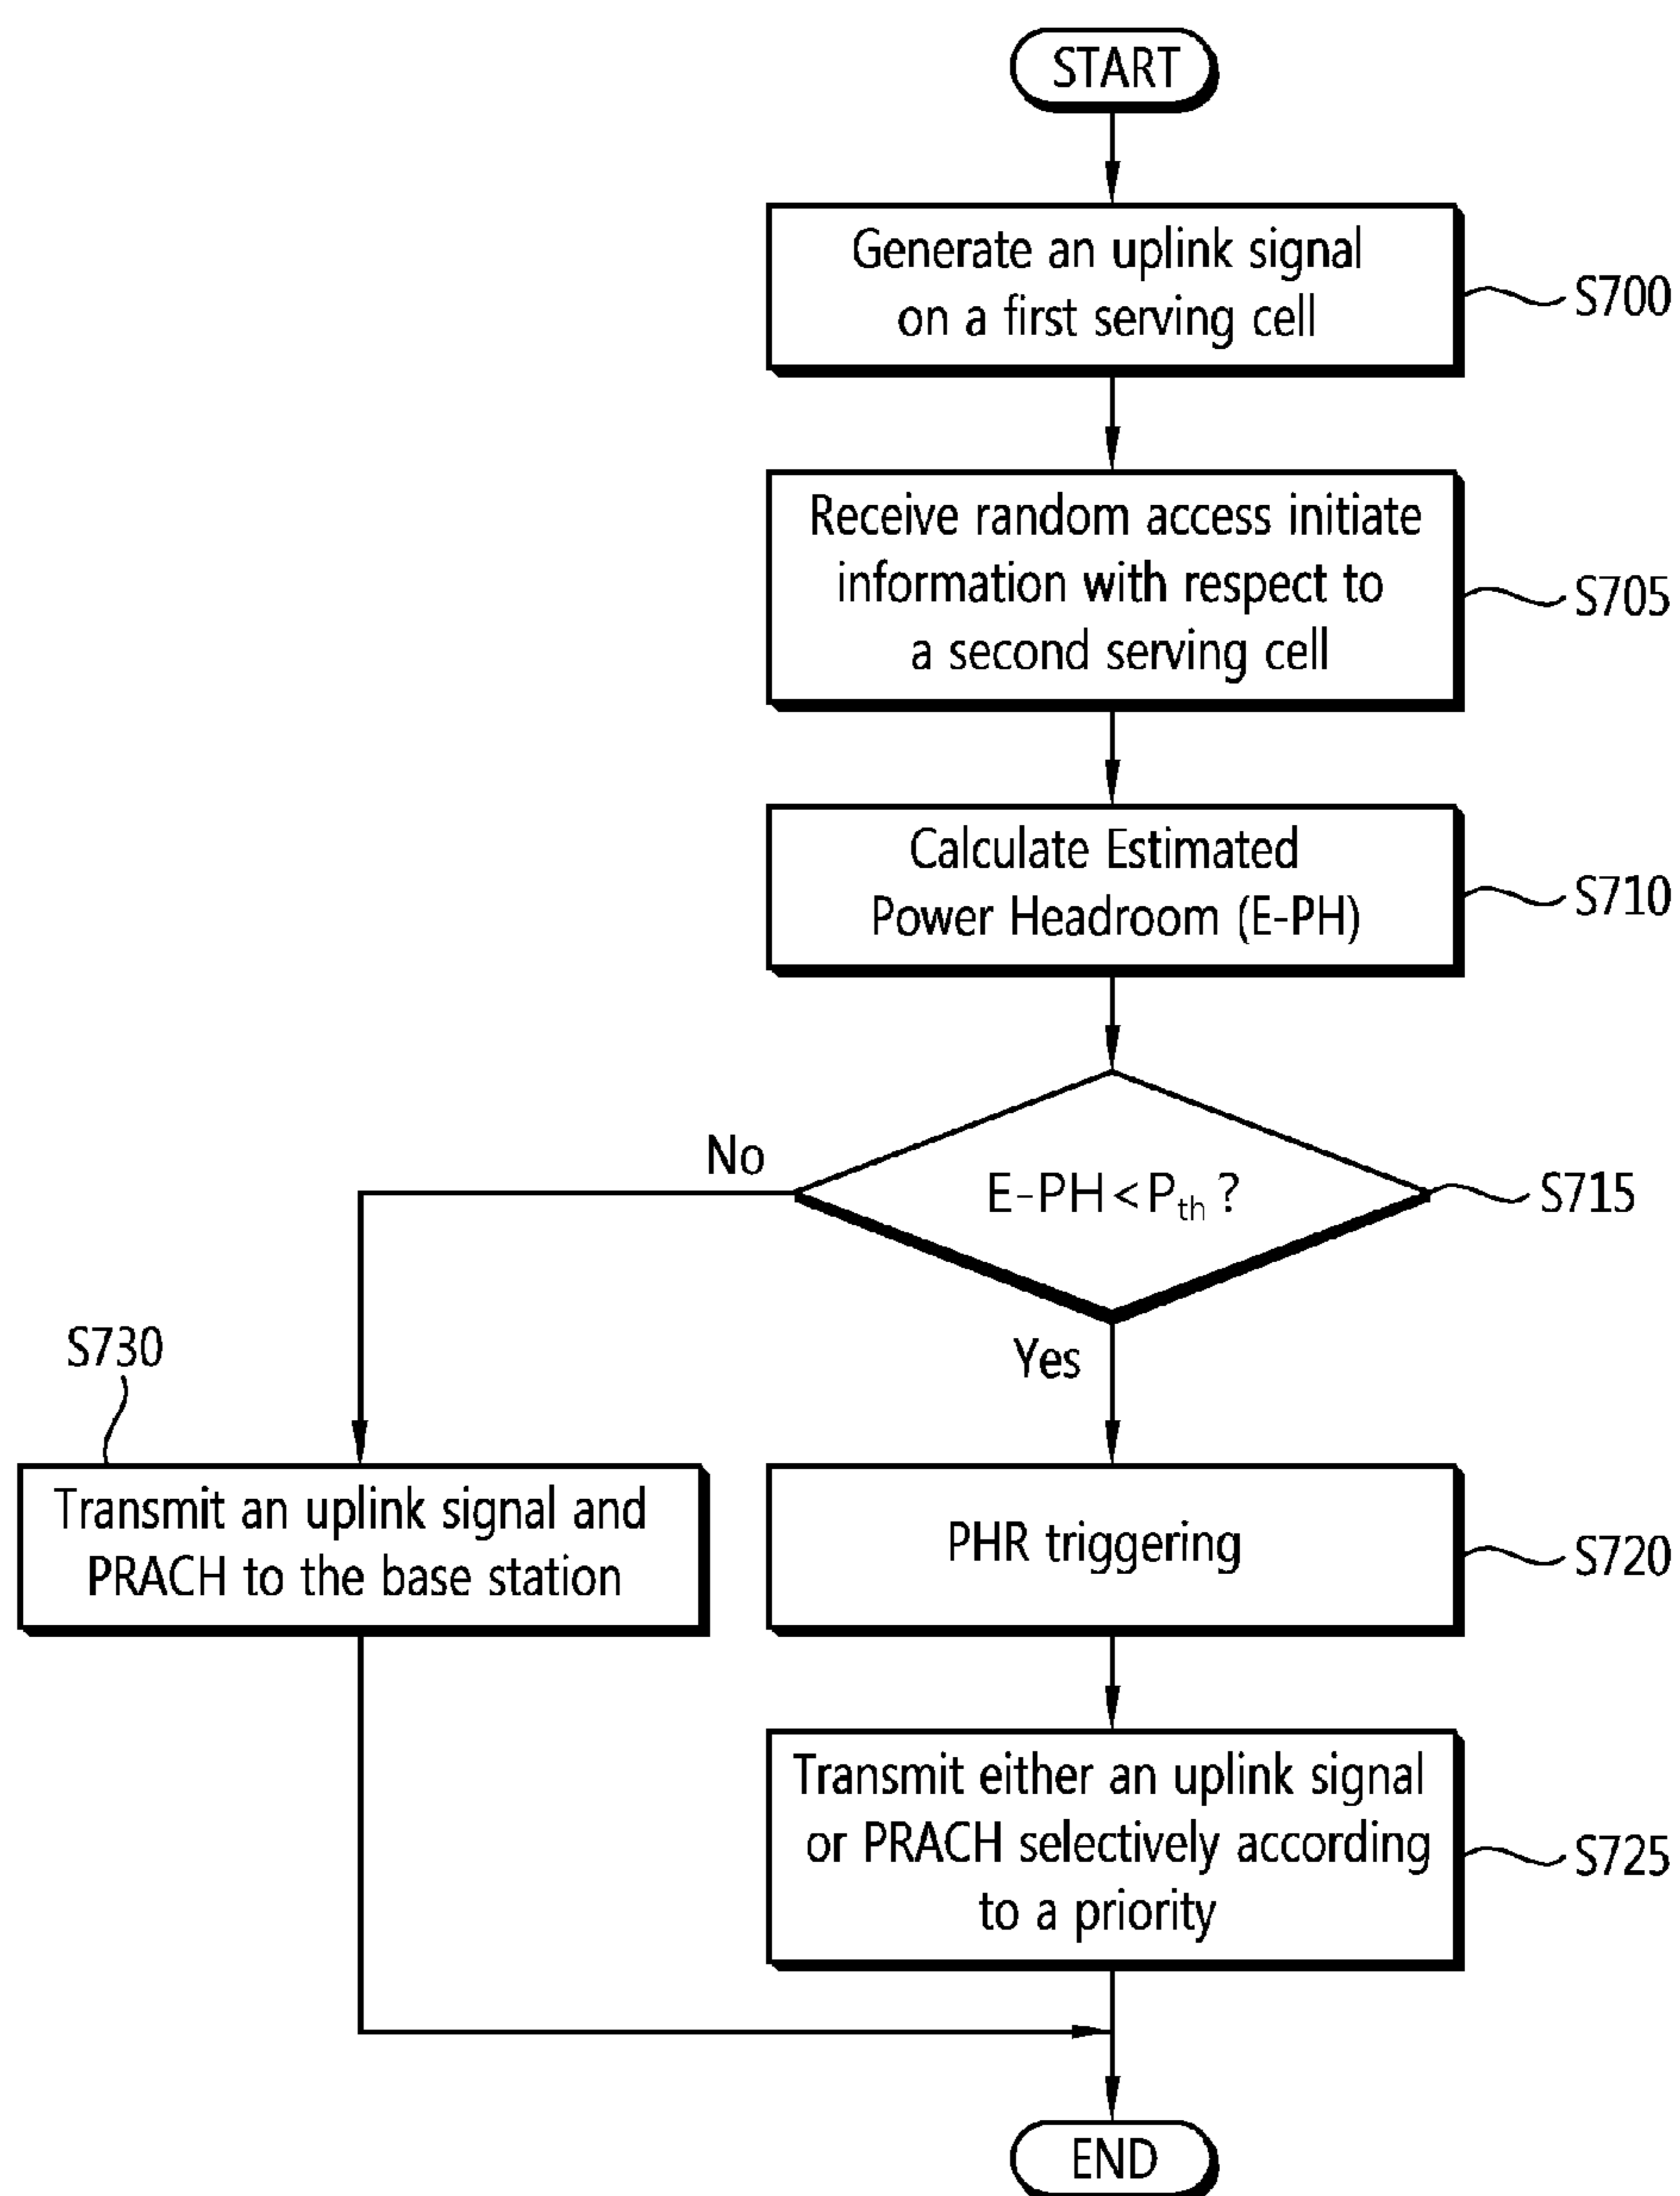 START
Generate an uplink signal
on a first serving cell
S700
Receive random access initiate
information with respect to
a second serving cell
S705
Calculate Estimated
Power Headroom (E-PH)
S710
No
E-PH<Pth ?
S715
S730
Yes
Transmit an uplink signal and
PRACH to the base station
PHR triggering
S720
Transmit either an uplink signal
or PRACH selectively according
to a priority
S725
END